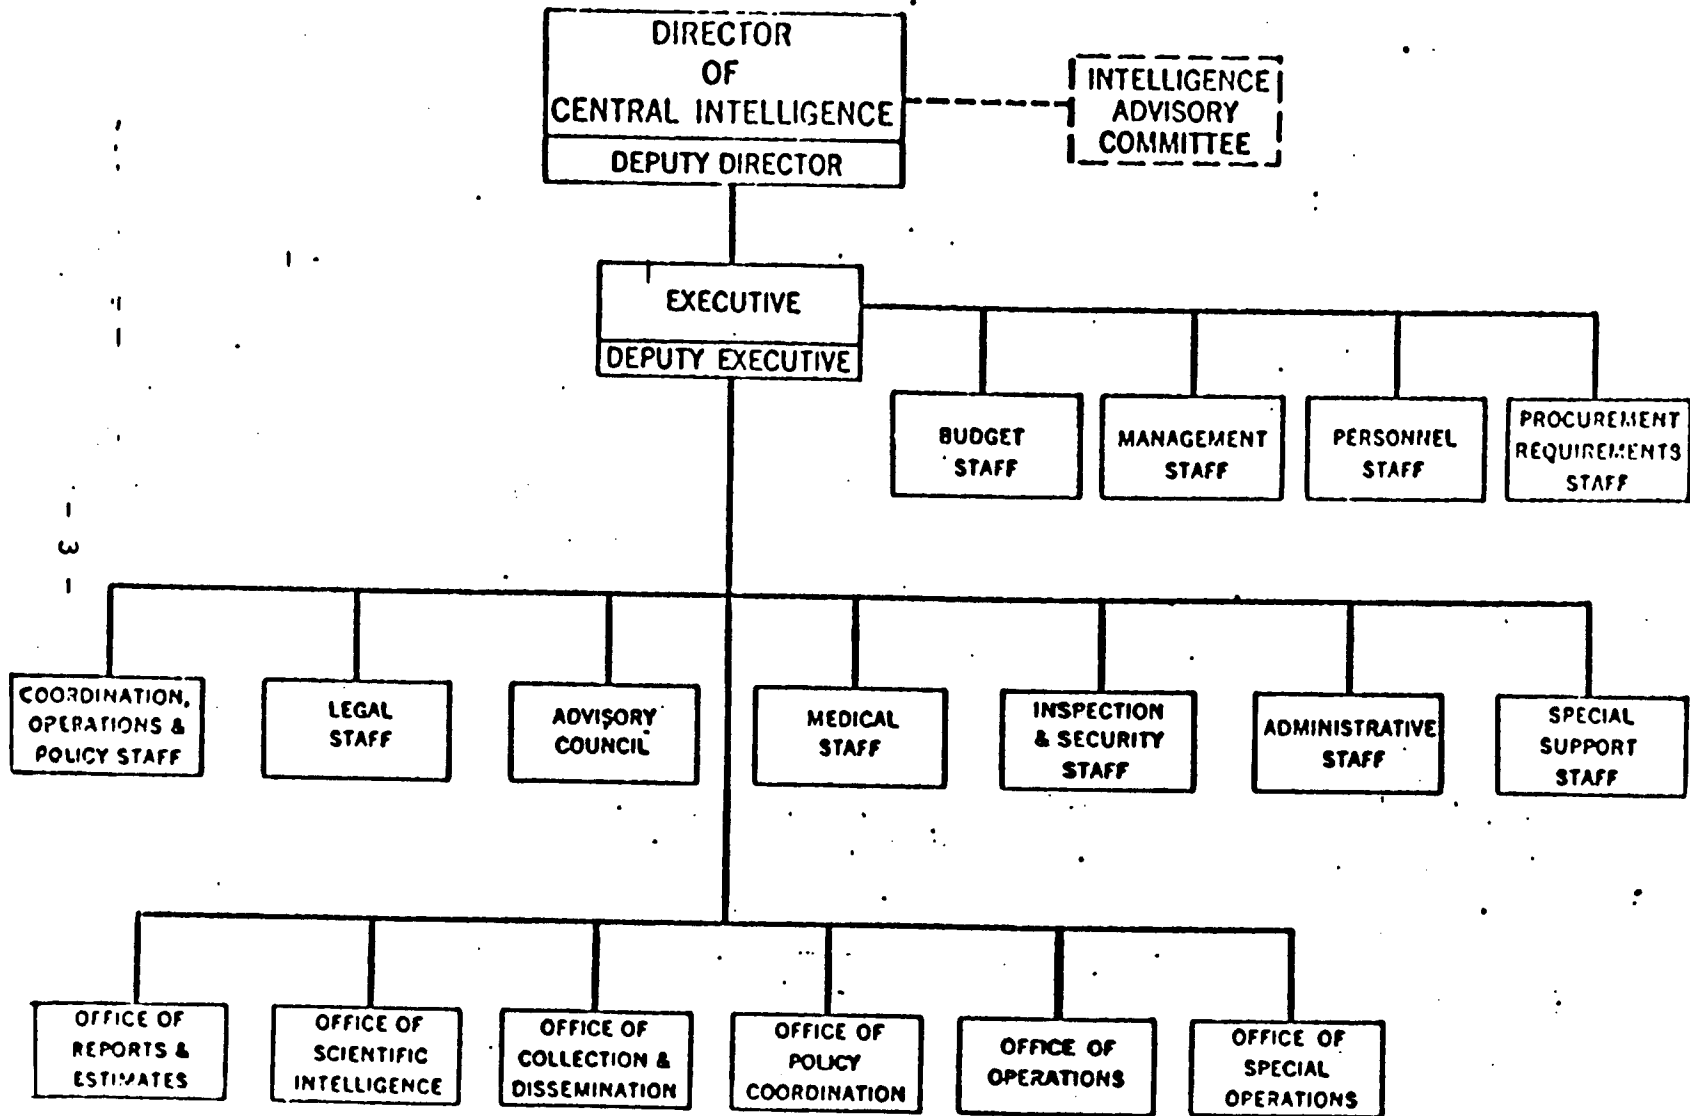 DIRECTOR
OF
CENTRAL INTELLIGENCE
DEPUTY DIRECTOR
INTELLIGENCE
ADVISORY
COMMITTEE
EXECUTIVE
DEPUTY EXECUTIVE
BUDGET
STAFF
MANAGEMENT
STAFF
PERSONNEL
STAFF
PROCUREMENT
REQUIREMENTS
STAFF
- 3 -
COORDINATION,
OPERATIONS &
POLICY STAFF
LEGAL
STAFF
ADVISORY
COUNCIL
MEDICAL
STAFF
INSPECTION
& SECURITY
STAFF
ADMINISTRATIVE
STAFF
SPECIAL
SUPPORT
STAFF
OFFICE OF
REPORTS &
ESTIMATES
OFFICE OF
SCIENTIFIC
INTELLIGENCE
OFFICE OF
COLLECTION &
DISSEMINATION
OFFICE OF
POLICY
COORDINATION
OFFICE OF
OPERATIONS
OFFICE OF
SPECIAL
OPERATIONS